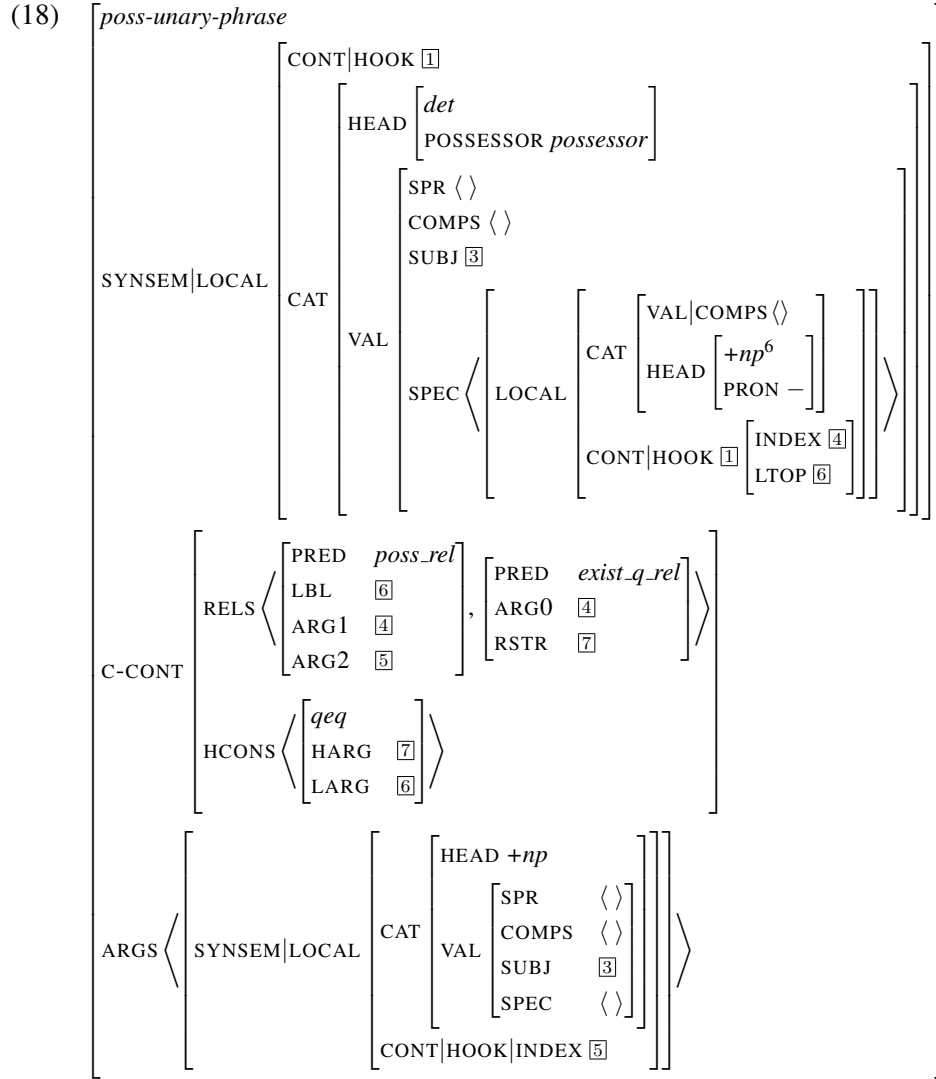 (18)
poss-unary-phrase
CONT|HOOK 1
HEAD det
POSSESSOR possessor
SPR ⟨ ⟩
COMPS ⟨ ⟩
SUBJ 3
SYNSEM|LOCAL
CAT
VAL|COMPS ⟨⟩
VAL
CAT
+np⁶
HEAD
SPEC LOCAL
PRON −
INDEX 4
CONT|HOOK 1
LTOP 6
PRED poss_rel
PRED exist_q_rel
LBL 6
RELS , ARG0 4
ARG1 4
RSTR 7
ARG2 5
C-CONT
qeq
HCONS HARG 7
LARG 6
HEAD +np
SPR ⟨ ⟩
CAT COMPS ⟨ ⟩
ARGS SYNSEM|LOCAL VAL
SUBJ 3
SPEC ⟨ ⟩
CONT|HOOK|INDEX 5